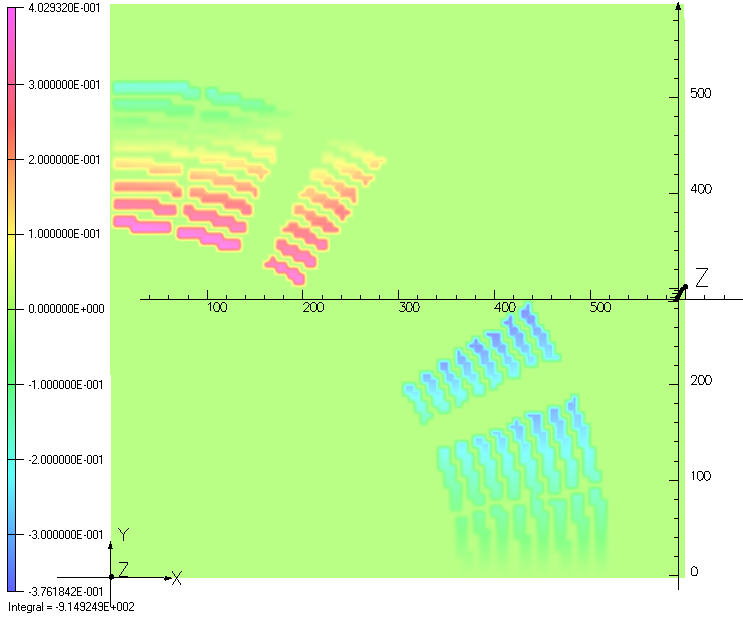 4.029320E-001
3.000000E-001
2.000000E-001
1.000000E-001
0.000000E+000
-1.000000E-001
-2.000000E-001
-3.000000E-001
-3.761842E-001
Integral = -9.149249E+002
500
400
Z
100 200 300 400 500
200
100
0
Y
Z X